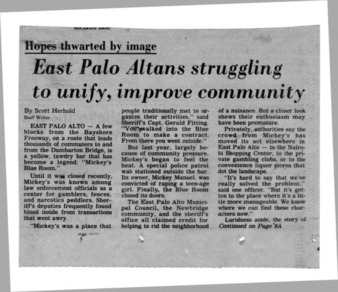 Hopes thwarted by image
East Palo Altans struggling
to unify, improve community
By Scott Herhold
Staff Writer
EAST PALO ALTO — A few
blocks from the Bayshore
Freeway, on a route that leads
thousands of commuters to and
from the Dumbarton Bridge, is
a yellow, tawdry bar that has
become a legend: "Mickey's
Blue Room."
Until it was closed recently,
Mickey's was known among
law enforcement officials as a
center for gamblers, fences,
and narcotics peddlers. Sher-
iff's deputies frequently found
blood inside from transactions
that went awry.
"Mickey's was a place that
people traditionally met to or-
ganize their activities," said
Sheriff's Capt. Gerald Pitting.
"You walked into the Blue
Room to make a contract.
From there you went outside."
But last year, largely be-
cause of community pressure,
Mickey's began to feel the
heat. A special police patrol
was stationed outside the bar.
Its owner, Mickey Manuel, was
convicted of raping a teen-age
girl. Finally, the Blue Room
closed its doors.
The East Palo Alto Munici-
pal Council, the Newbridge
community, and the sheriff's
office all claimed credit for
helping to rid the neighborhood
of a nuisance. But a closer look
shows their enthusiasm may
have been premature.
Privately, authorities say the
crowd from Mickey's has
moved its act elsewhere in
East Palo Alto — to the Nairo-
bi Shopping Center, to the pri-
vate gambling clubs, or to the
convenience liquor stores that
dot the landscape.
"It's hard to say that we've
really solved the problem,"
said one officer. "But it's got-
ten to the place where it's a lit-
tle more manageable. We know
where we can find these char-
acters now."
Luridness aside, the story of
Continued on Page 8A